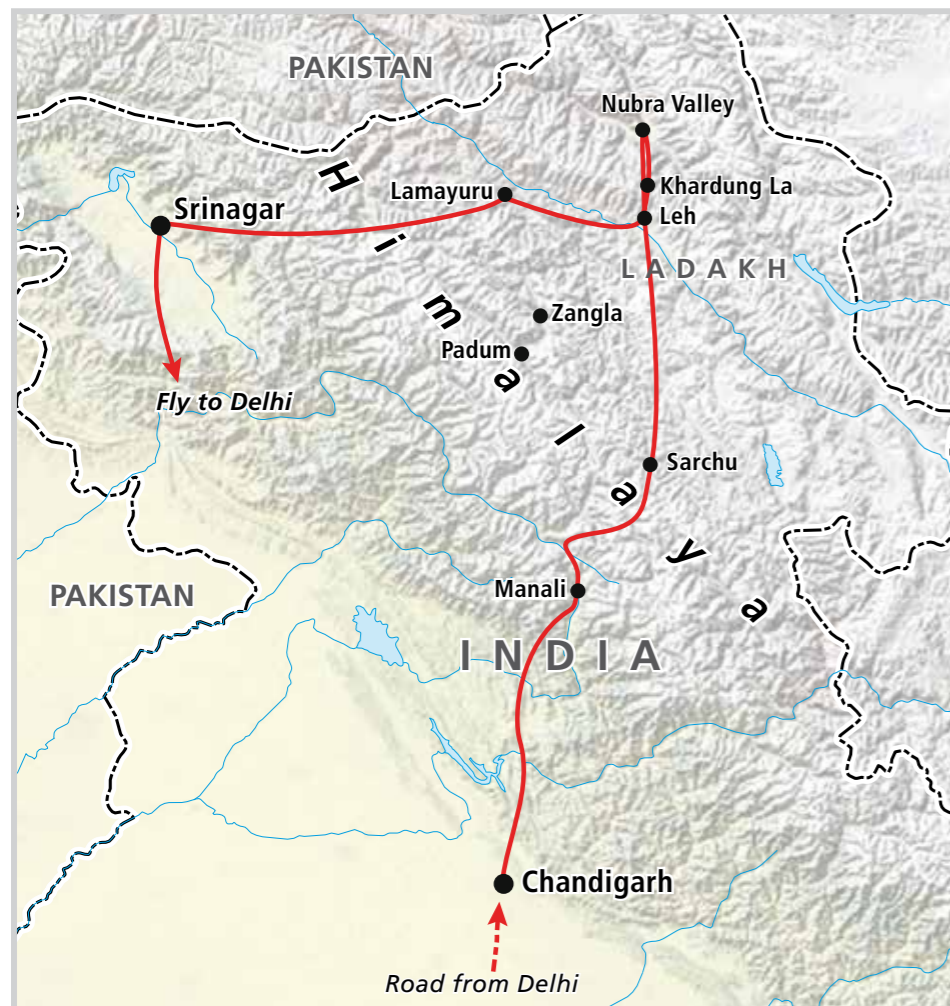 PAKISTAN
Nubra Valley
Khardung La
Lamayuru
Leh
Srinagar
LADAKH
Himalaya
Zangla
Padum
Fly to Delhi
Sarchu
PAKISTAN
Manali
INDIA
Chandigarh
Road from Delhi